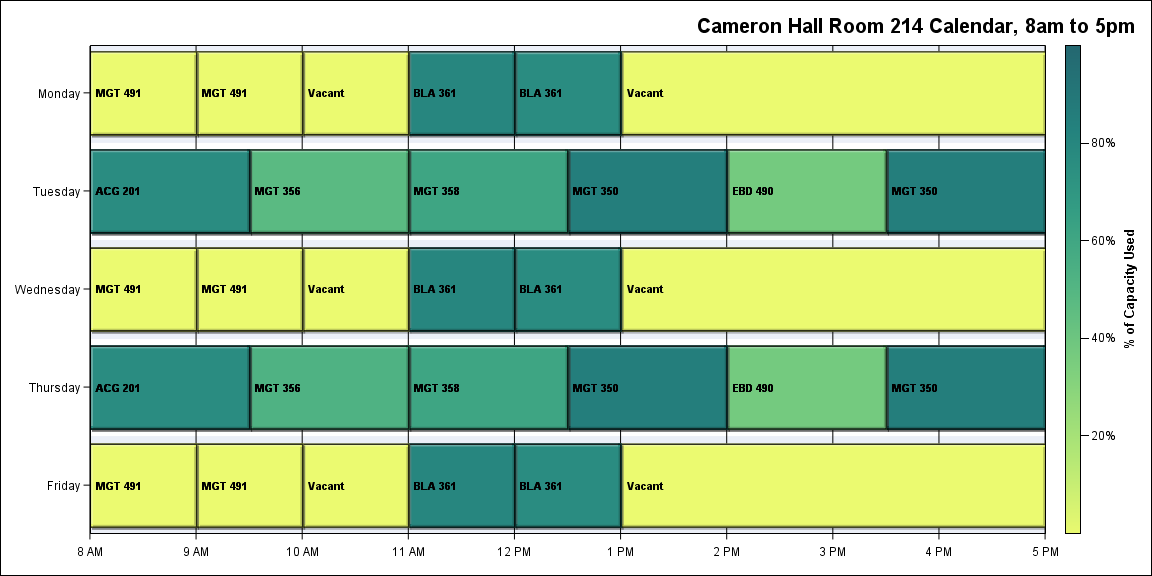 Cameron Hall Room 214 Calendar, 8am to 5pm
Monday
MGT 491
MGT 491
Vacant
BLA 361
BLA 361
Vacant
Tuesday
ACG 201
MGT 356
MGT 358
MGT 350
EBD 490
MGT 350
Wednesday
MGT 491
MGT 491
Vacant
BLA 361
BLA 361
Vacant
Thursday
ACG 201
MGT 356
MGT 358
MGT 350
EBD 490
MGT 350
Friday
MGT 491
MGT 491
Vacant
BLA 361
BLA 361
Vacant
8 AM
9 AM
10 AM
11 AM
12 PM
1 PM
2 PM
3 PM
4 PM
5 PM
80%
60%
40%
20%
% of Capacity Used